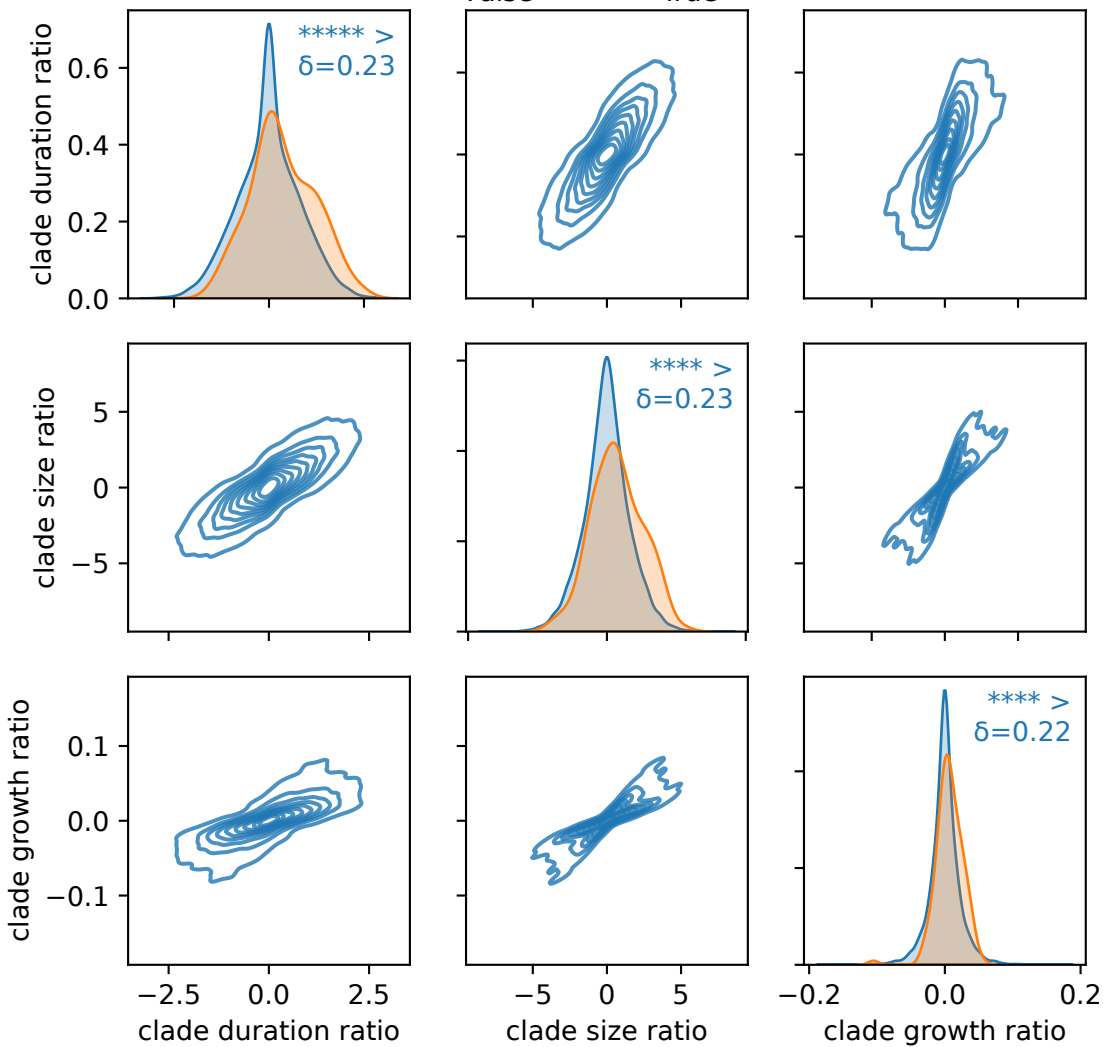 clade duration ratio
0.6
0.4
0.2
0.0
***** >
δ=0.23
clade size ratio
5
0
−5
**** >
δ=0.23
clade growth ratio
0.1
0.0
−0.1
**** >
δ=0.22
−2.5 0.0 2.5
clade duration ratio
−5 0 5
clade size ratio
−0.2 0.0 0.2
clade growth ratio